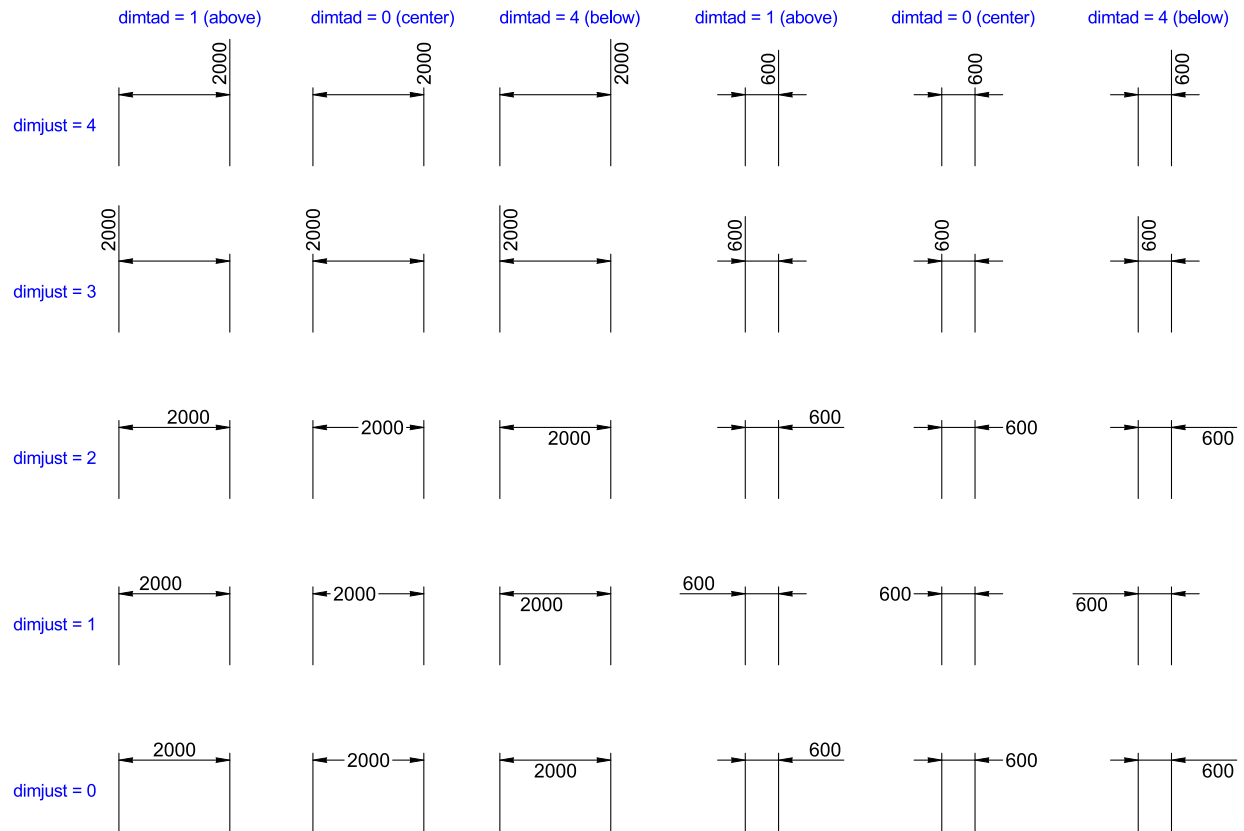 dimtad = 1 (above) dimtad = 0 (center) dimtad = 4 (below) dimtad = 1 (above) dimtad = 0 (center) dimtad = 4 (below)
2000 2000 2000 600 600 600
dimjust = 4
2000 2000 2000 600 600 600
dimjust = 3
2000 2000 2000 600 600 600
dimjust = 2
2000 2000 2000 600 600 600
dimjust = 1
2000 2000 2000 600 600 600
dimjust = 0